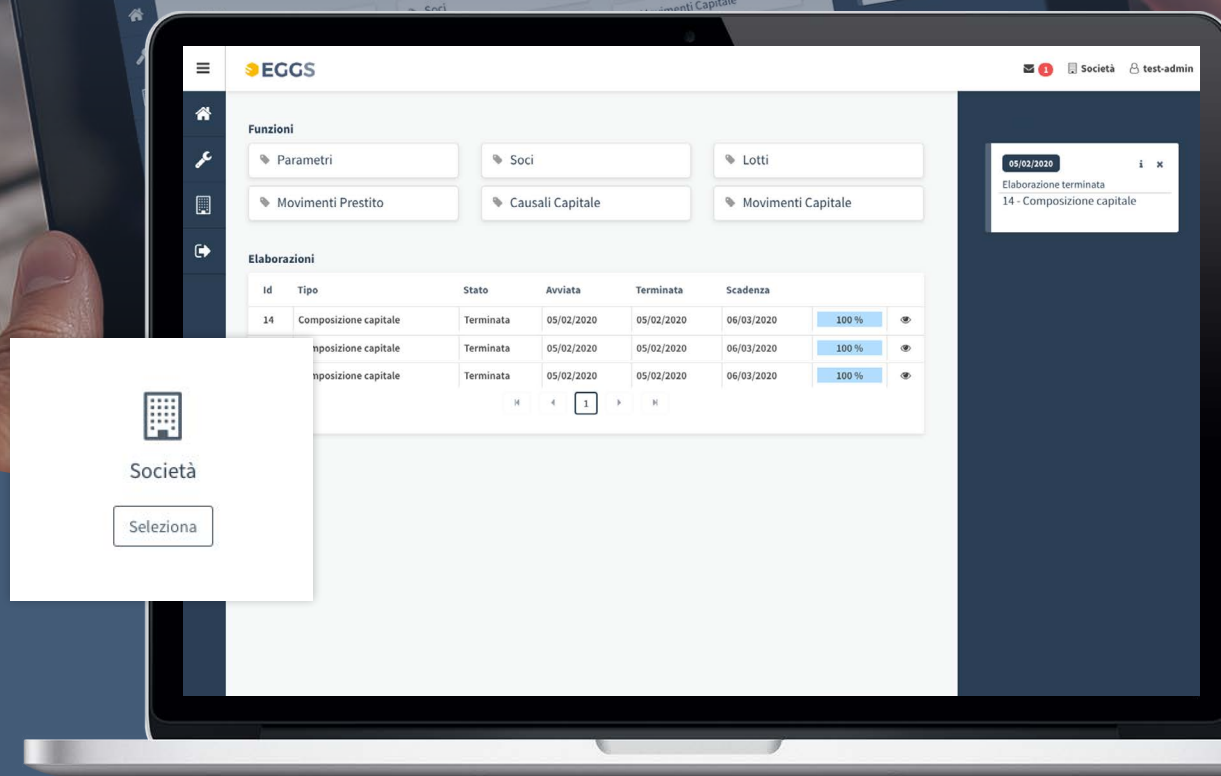 Soci
Capitale
EGGS
1
Società
test-admin
Funzioni
Parametri
Soci
Lotti
Movimenti Prestito
Causali Capitale
Movimenti Capitale
05/02/2020
i
x
Elaborazione terminata
14 - Composizione capitale
Elaborazioni
Id Tipo Stato Avviata Terminata Scadenza
14 Composizione capitale Terminata 05/02/2020 05/02/2020 06/03/2020 100 %
mposizione capitale Terminata 05/02/2020 05/02/2020 06/03/2020 100 %
mposizione capitale Terminata 05/02/2020 05/02/2020 06/03/2020 100 %
1
Società
Seleziona